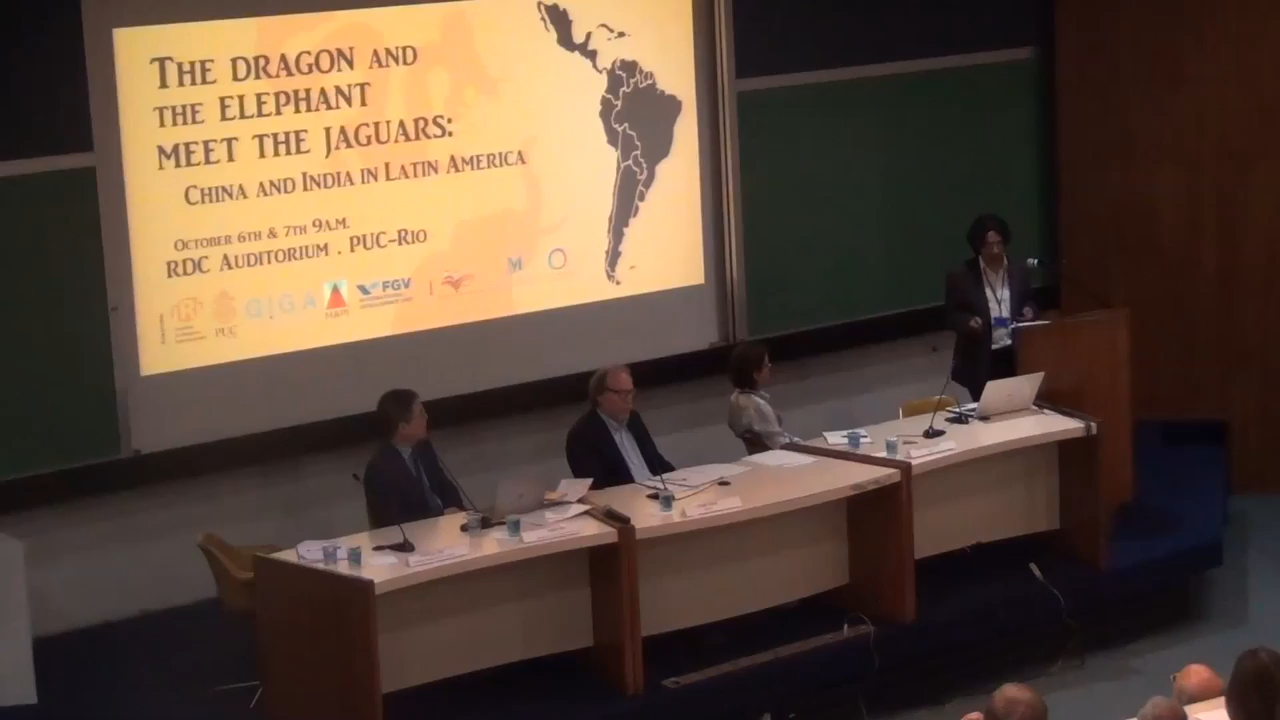 THE DRAGON AND
THE ELEPHANT
MEET THE JAGUARS:
CHINA AND INDIA IN LATIN AMERICA
OCTOBER 6TH & 7TH 9A.M.
RDC AUDITORIUM . PUC-RIO
PUC
GIGA
FGV
M